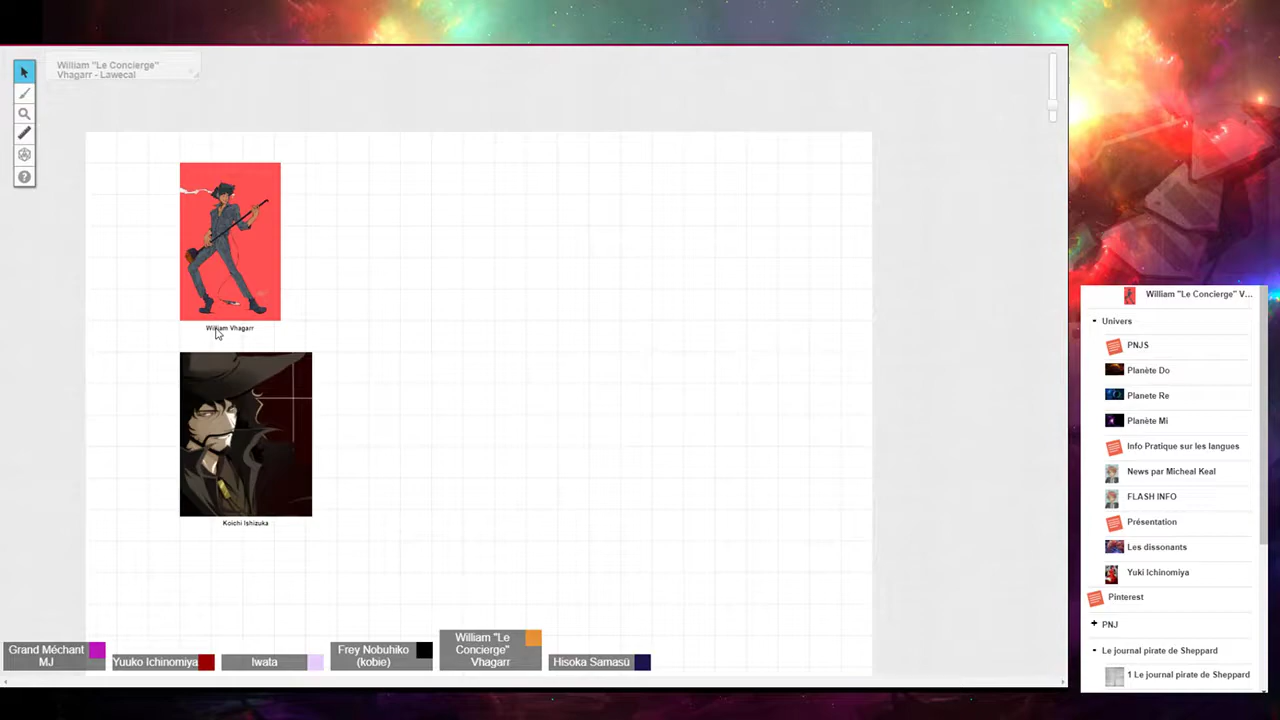 William "Le Concierge"
Vhagarr - Lawecal
William Vhagarr
Koichi Ishizuka
Grand Méchant
MJ
Yuuko Ichinomiya
Iwata
Frey Nobuhiko
(kobie)
William "Le
Concierge"
Vhagarr
Hisoka Samasü
William "Le Concierge" V...
Univers
PNJS
Planète Do
Planete Re
Planète Mi
Info Pratique sur les langues
News par Micheal Keal
FLASH INFO
Présentation
Les dissonants
Yuki Ichinomiya
Pinterest
PNJ
Le journal pirate de Sheppard
1 Le journal pirate de Sheppard